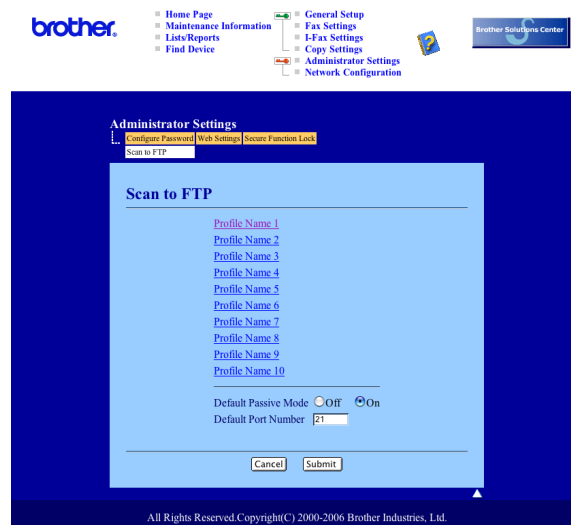 brother®
Home Page
Maintenance Information
Lists/Reports
Find Device
General Setup
Fax Settings
I-Fax Settings
Copy Settings
Administrator Settings
Network Configuration
?
Brother Solutions Center
Administrator Settings
Configure Password Web Settings Secure Function Lock
Scan to FTP
Scan to FTP
Profile Name 1
Profile Name 2
Profile Name 3
Profile Name 4
Profile Name 5
Profile Name 6
Profile Name 7
Profile Name 8
Profile Name 9
Profile Name 10
Default Passive Mode Off On
Default Port Number 21
Cancel Submit
All Rights Reserved.Copyright(C) 2000-2006 Brother Industries, Ltd.